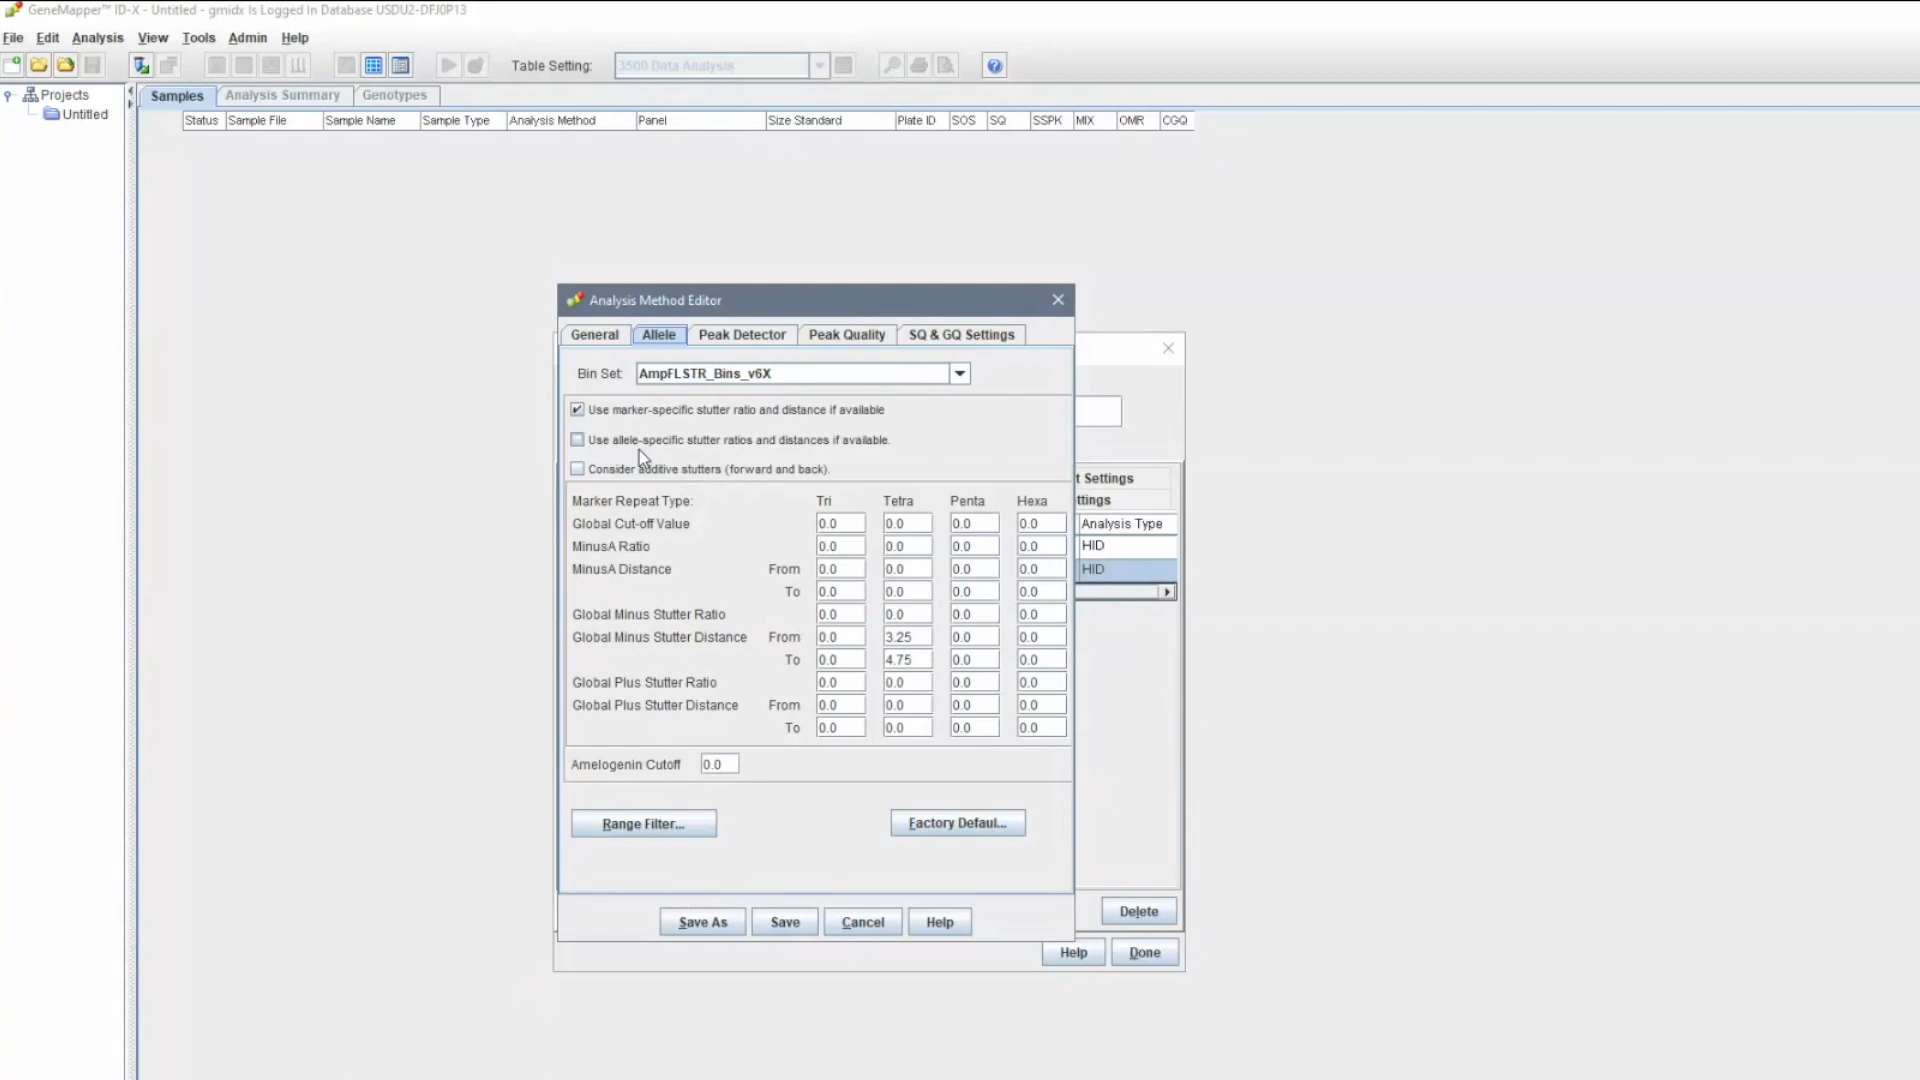 GeneMapper™ ID-X - Untitled - gmidx Is Logged In Database USDU2-DFJ0P13
File Edit Analysis View Tools Admin Help
Table Setting: 3500 Data Analysis
Projects
Untitled
Samples Analysis Summary Genotypes
Status Sample File Sample Name Sample Type Analysis Method Panel Size Standard Plate ID SOS SQ SSPK MIX OMR CGQ
Analysis Method Editor
General Allele Peak Detector Peak Quality SQ & GQ Settings
Bin Set: AmpFLSTR_Bins_v6X
Use marker-specific stutter ratio and distance if available
Use allele-specific stutter ratios and distances if available.
Consider additive stutters (forward and back).
Marker Repeat Type: Tri Tetra Penta Hexa
Global Cut-off Value 0.0 0.0 0.0 0.0
MinusA Ratio 0.0 0.0 0.0 0.0
MinusA Distance From 0.0 0.0 0.0 0.0
To 0.0 0.0 0.0 0.0
Global Minus Stutter Ratio 0.0 0.0 0.0 0.0
Global Minus Stutter Distance From 0.0 3.25 0.0 0.0
To 0.0 4.75 0.0 0.0
Global Plus Stutter Ratio 0.0 0.0 0.0 0.0
Global Plus Stutter Distance From 0.0 0.0 0.0 0.0
To 0.0 0.0 0.0 0.0
Amelogenin Cutoff 0.0
Range Filter... Factory Defaul...
Save As Save Cancel Help
t Settings
ttings
Analysis Type
HID
HID
Delete
Help Done